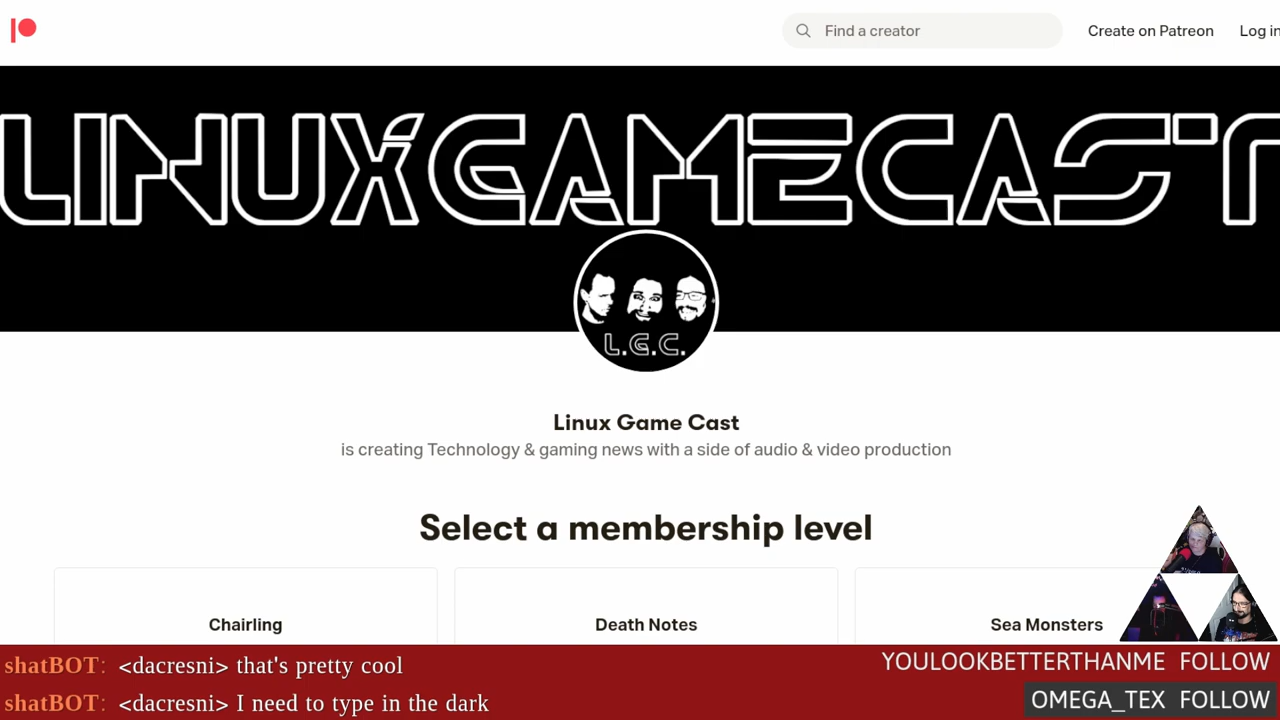 Find a creator
Create on Patreon
Log in
LINUXGAMECAST
L.G.C.
Linux Game Cast
is creating Technology & gaming news with a side of audio & video production
Select a membership level
Chairling
Death Notes
Sea Monsters
shatBOT: <dacresni> that's pretty cool
YOULOOKBETTERTHANME FOLLOW
shatBOT: <dacresni> I need to type in the dark
OMEGA_TEX FOLLOW